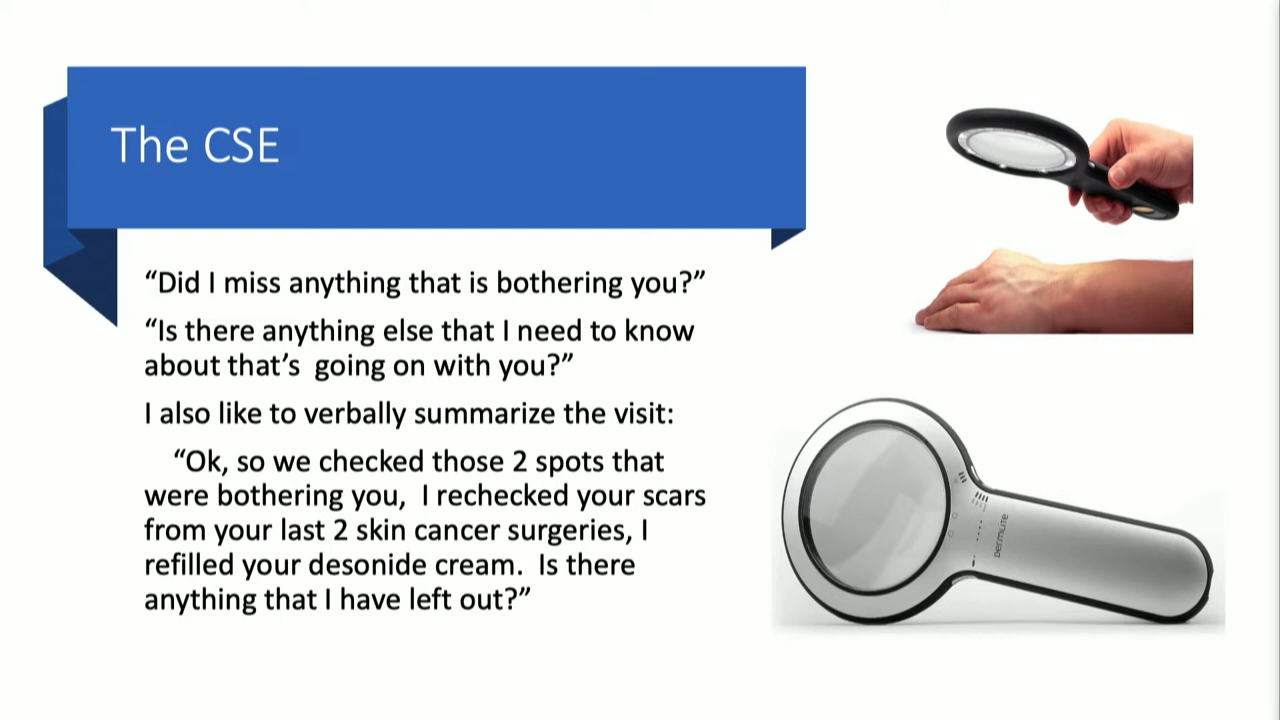 The CSE
“Did I miss anything that is bothering you?”
“Is there anything else that I need to know
about that’s  going on with you?”
I also like to verbally summarize the visit:
“Ok, so we checked those 2 spots that
were bothering you,  I rechecked your scars
from your last 2 skin cancer surgeries, I
refilled your desonide cream.  Is there
anything that I have left out?”
DermLite